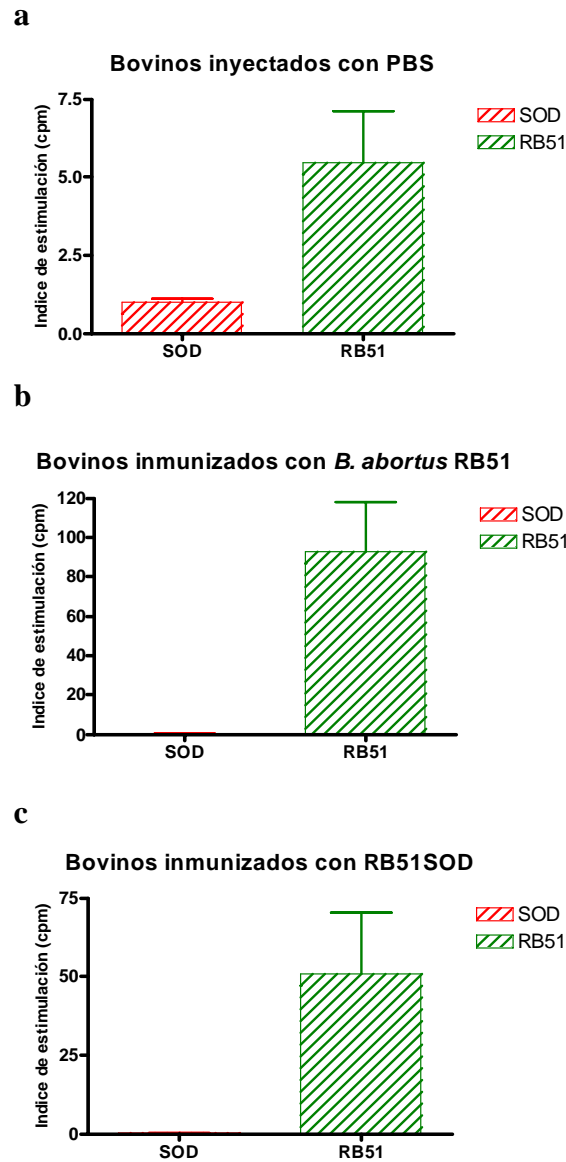 a
Bovinos inyectados con PBS
7.5
5.0
2.5
0.0
Indice de estimulación (cpm)
SOD
RB51
SOD
RB51
b
Bovinos inmunizados con B. abortus RB51
120
100
80
60
40
20
0
Indice de estimulación (cpm)
SOD
RB51
SOD
RB51
c
Bovinos inmunizados con RB51SOD
75
50
25
0
Indice de estimulación (cpm)
SOD
RB51
SOD
RB51